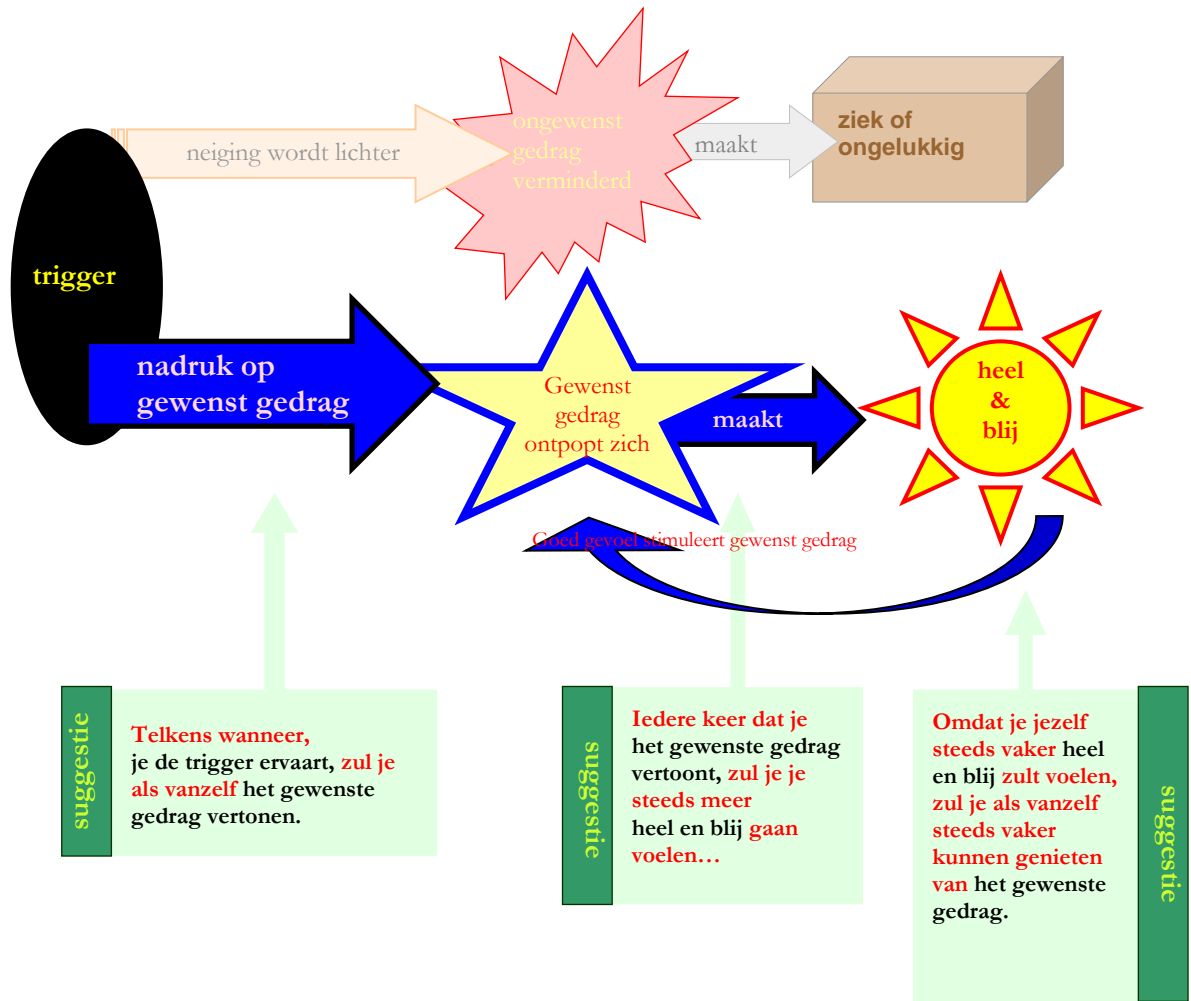 neiging wordt lichter
ongewenst
gedrag
verminderd
maakt
ziek of
ongelukkig
trigger
nadruk op
gewenst gedrag
Gewenst
gedrag
ontpopt zich
maakt
heel
&
blij
Goed gevoel stimuleert gewenst gedrag
suggestie
Telkens wanneer,
je de trigger ervaart, zul je
als vanzelf het gewenste
gedrag vertonen.
suggestie
Iedere keer dat je
het gewenste gedrag
vertoont, zul je je
steeds meer
heel en blij gaan
voelen…
Omdat je jezelf
steeds vaker heel
en blij zult voelen,
zul je als vanzelf
steeds vaker
kunnen genieten
van het gewenste
gedrag.
suggestie